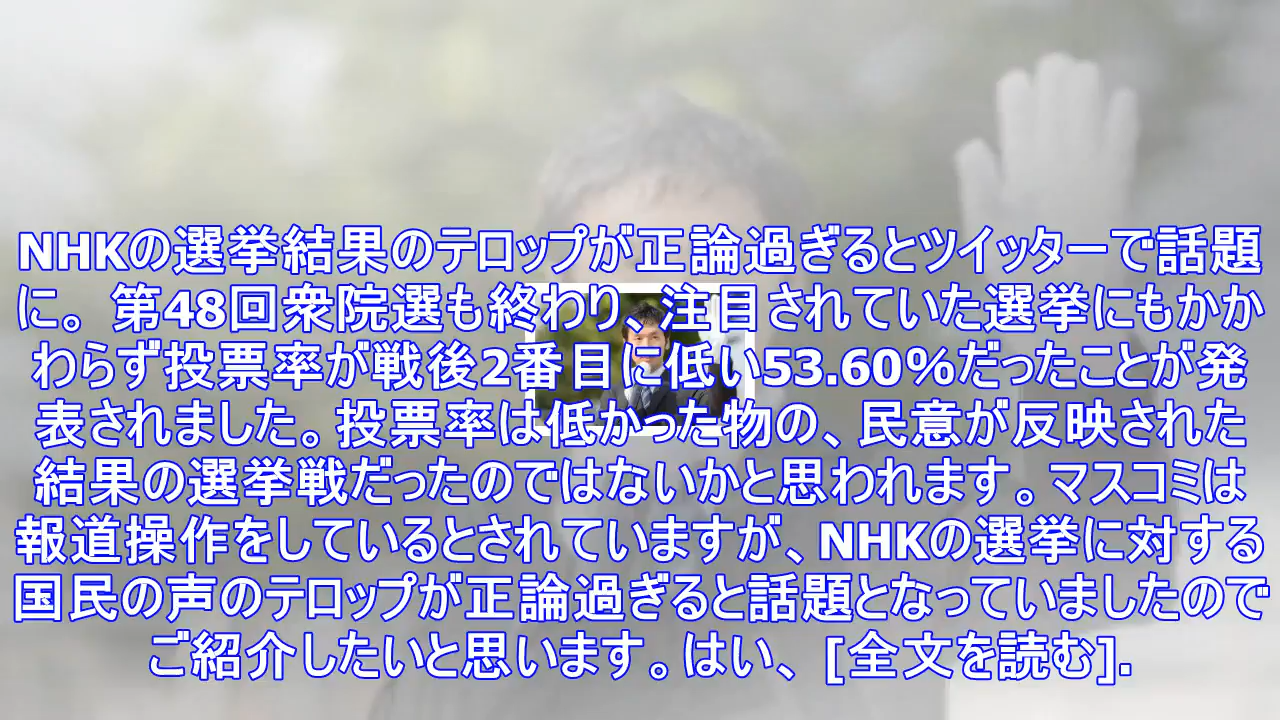 NHKの選挙結果のテロップが正論過ぎるとツイッターで話題
に。第48回衆院選も終わり、注目されていた選挙にもかか
わらず投票率が戦後2番目に低い53.60%だったことが発
表されました。投票率は低かった物の、民意が反映された
結果の選挙戦だったのではないかと思われます。マスコミは
報道操作をしているとされていますが、NHKの選挙に対する
国民の声のテロップが正論過ぎると話題となっていましたので
ご紹介したいと思います。はい、 [全文を読む].